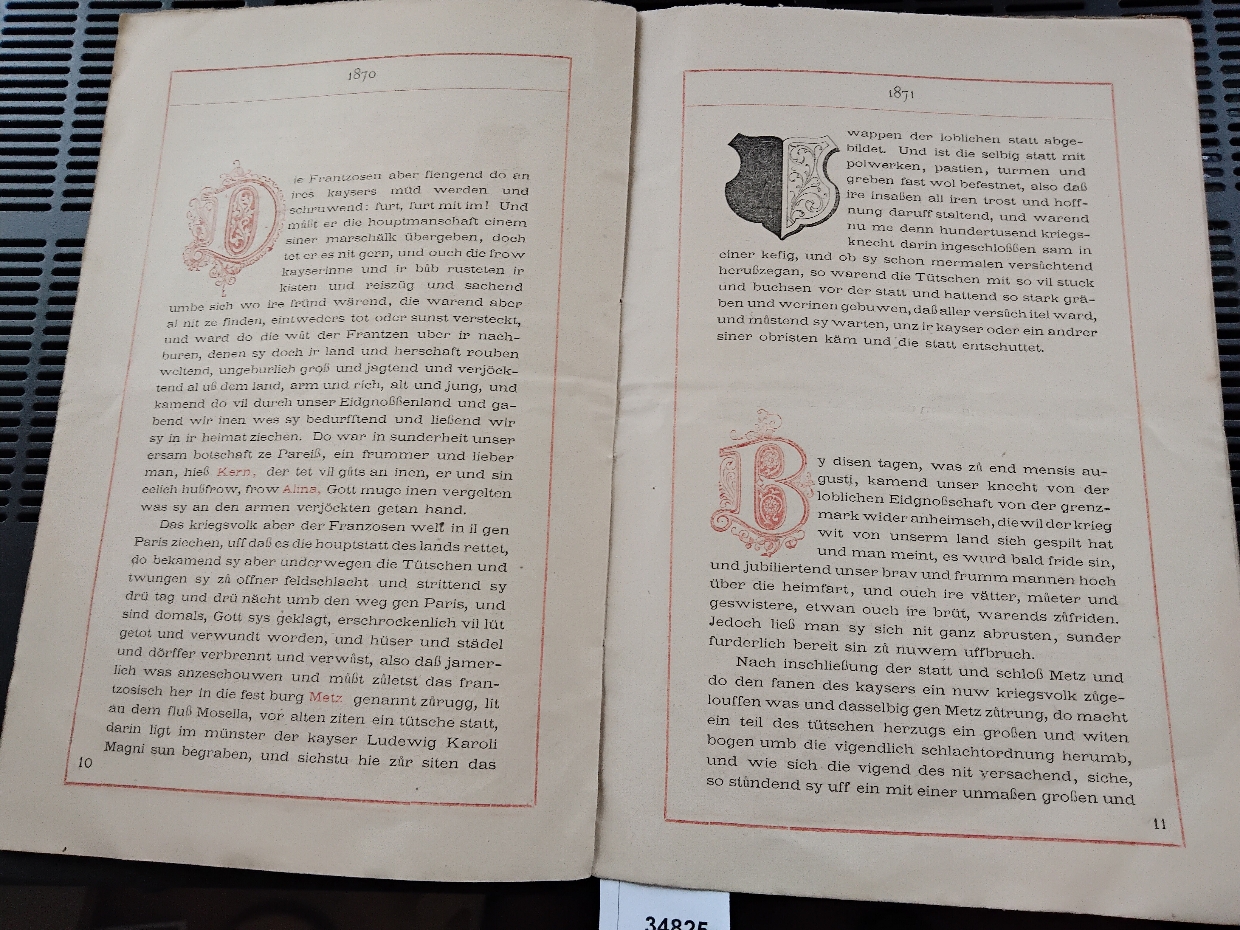 1870
Die Frantzosen aber fiengend do an
ires kaysers müd werden und
schruwend: furt, furt mit im! Und
müßt er die houptmanschaft einem
siner marschälk übergeben, doch
tet er es nit gern, und ouch die frow
kayserinne und ir bůb rusteten ir
kisten und reiszüg und sachend
umbe sich wo ire fründ wärend, die warend aber
al nit ze finden, eintweders tot oder sunst versteckt,
und ward do die wůt der Frantzen uber ir nach-
buren, denen sy doch ir land und herschaft rouben
woltend, ungeburlich groß und jagtend und verjöck-
tend al uß dem land, arm und rich, alt und jung, und
kamend do vil durch unser Eidgnoßßenland und ga-
bend wir inen wes sy bedurfftend und ließend wir
sy in ir heimat ziechen. Do war in sunderheit unser
ersam botschaft ze Pareiß, ein frummer und lieber
man, hieß Kern, der tet vil gůts an inen, er und sin
eelich hußfrow, frow Alma, Gott muge inen vergelten
was sy an den armen verjöckten getan hand.
Das kriegsvolk aber der Franzosen welt in il gen
Paris ziechen, uff daß es die houptstatt des lands rettet,
do bekamend sy aber underwegen die Tütschen und
twungen sy zů offner feldschlacht und strittend sy
drü tag und drü nächt umb den weg gen Paris, und
sind domals, Gott sys geklagt, erschrockenlich vil lüt
getot und verwundt worden, und hüser und städel
und dörffer verbrennt und verwůst, also daß jamer-
lich was anzeschouwen und müßt zůletst das fran-
tzosisch her in die fest burg Metz genannt zůrugg, lit
an dem fluß Mosella, vor alten ziten ein tütsche statt,
darin ligt im münster der kayser Ludewig Karoli
Magni sun begraben, und sichstu hie zůr siten das
10
1871
wappen der loblichen statt abge-
bildet. Und ist die selbig statt mit
polwerken, pastien, turmen und
greben fast wol befestnet, also daß
ire insaßen all iren trost und hoff-
nung daruff staltend, und warend
nu me denn hundertusend kriegs-
knecht darin ingeschloßßen sam in
einer kefig, und ob sy schon mermalen versůchtend
herußzegan, so warend die Tütschen mit so vil stuck
und buchsen vor der statt und hattend so stark grä-
ben und werinen gebuwen, daß aller versůch itel ward,
und müstend sy warten, unz ir kayser oder ein andrer
siner obristen käm und die statt entschuttet.
By disen tagen, was zů end mensis au-
gusti, kamend unser knecht von der
loblichen Eidgnoßschaft von der grenz-
mark wider anheimsch, die wil der krieg
wit von unserm land sich gespilt hat
und man meint, es wurd bald fride sin,
und jubiliertend unser brav und frumm mannen hoch
über die heimfart, und ouch ire vätter, müeter und
geswistere, etwan ouch ire brüt, warends zůfriden.
Jedoch ließ man sy sich nit ganz abrusten, sunder
furderlich bereit sin zů nuwem uffbruch.
Nach inschließung der statt und schloß Metz und
do den fanen des kaysers ein nuw kriegsvolk zůge-
louffen was und dasselbig gen Metz zůtrung, do macht
ein teil des tütschen herzugs ein großen und witen
bogen umb die vigendlich schlachtordnung herumb,
und wie sich die vigend des nit versachend, siche,
so stůndend sy uff ein mit einer unmaßen großen und
11
34825